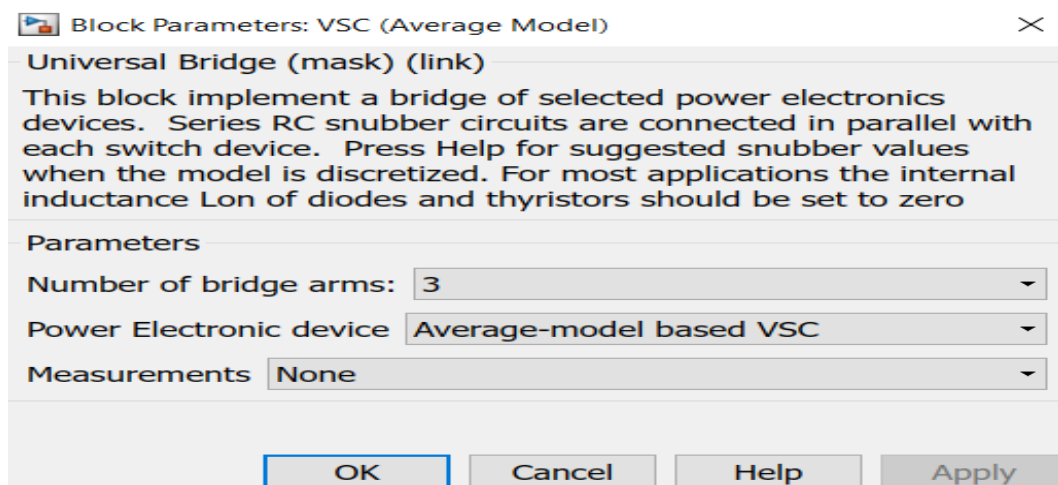 Block Parameters: VSC (Average Model)
Universal Bridge (mask) (link)
This block implement a bridge of selected power electronics
devices.  Series RC snubber circuits are connected in parallel with
each switch device.  Press Help for suggested snubber values
when the model is discretized. For most applications the internal
inductance Lon of diodes and thyristors should be set to zero
Parameters
Number of bridge arms: 3
Power Electronic device Average-model based VSC
Measurements None
OK Cancel Help Apply